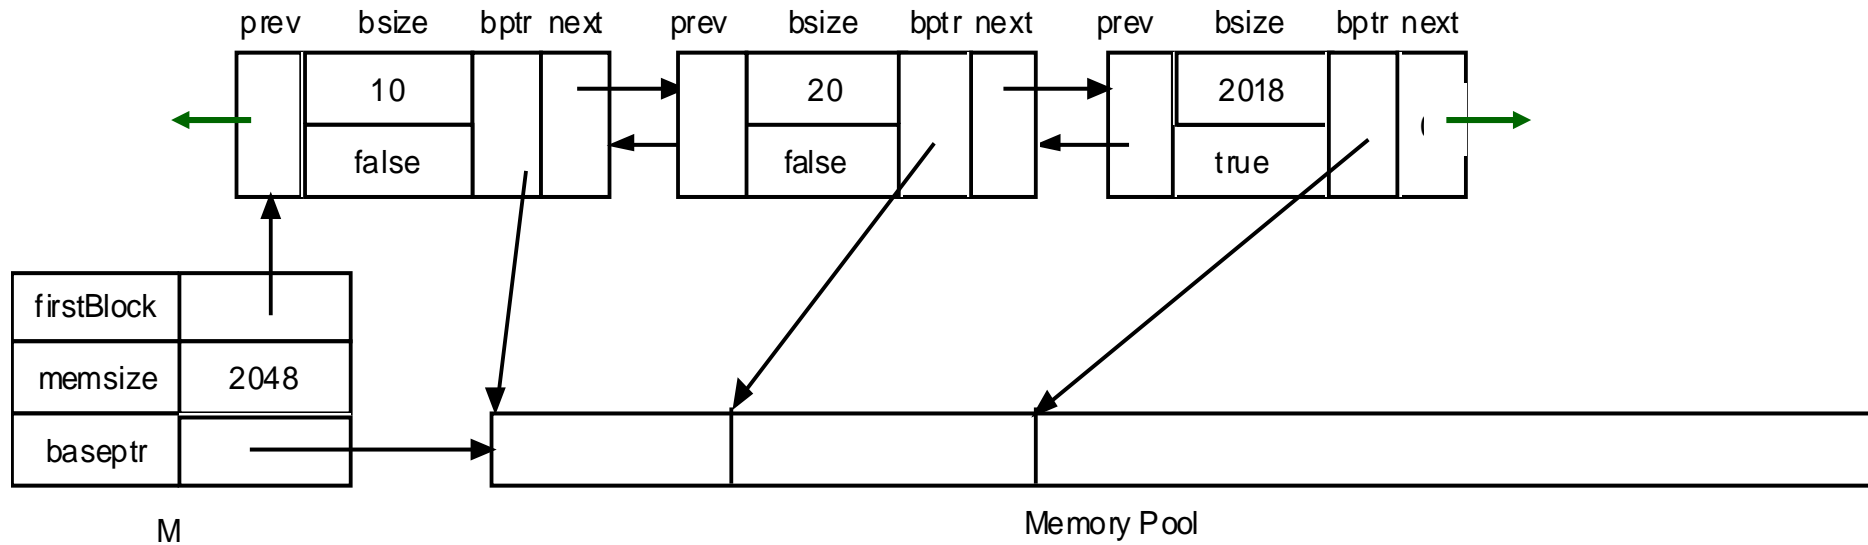 prev bsize bptr next prev bsize bptr next prev bsize bptr next
10 20 2018
false false true
firstBlock
memsize 2048
baseptr
M Memory Pool